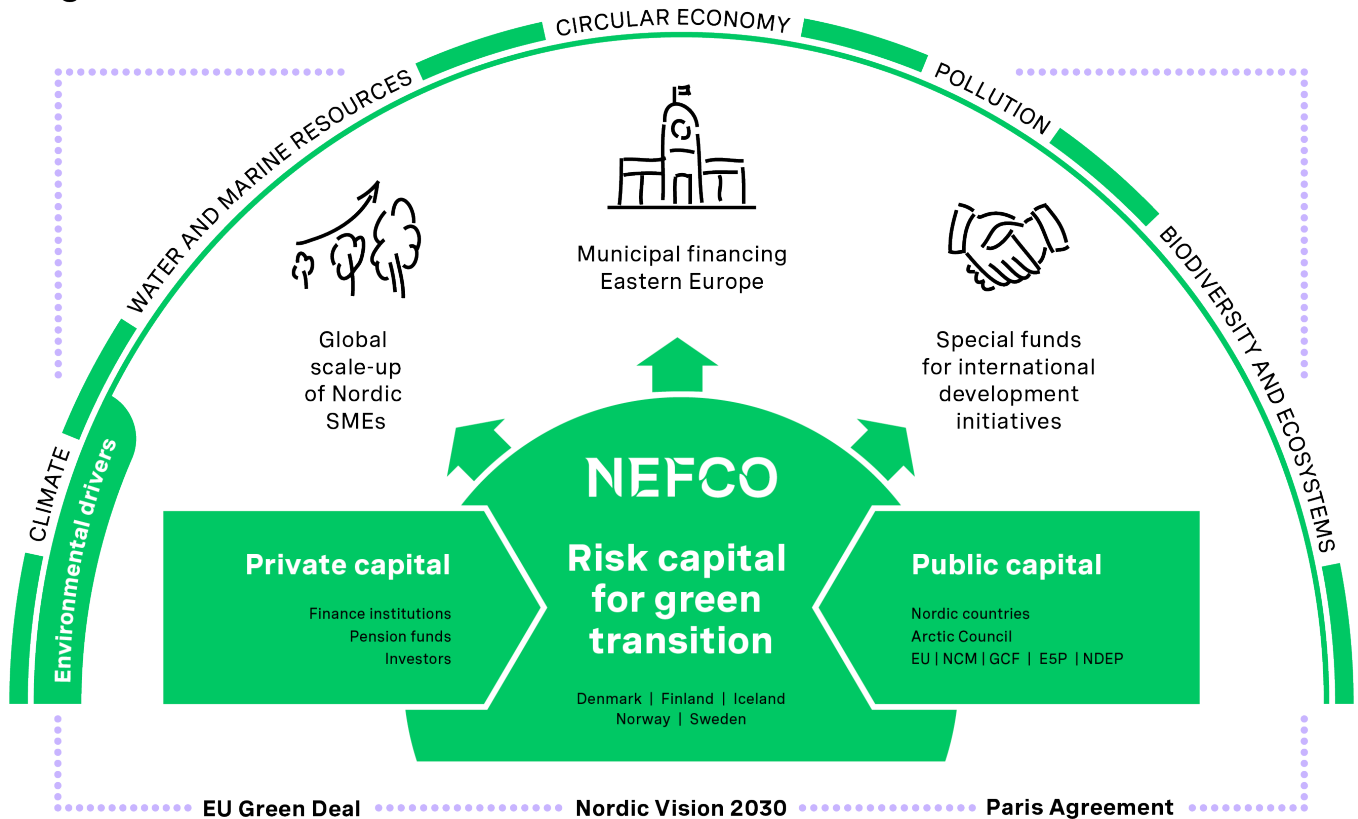 CIRCULAR ECONOMY
WATER AND MARINE RESOURCES
POLLUTION
CLIMATE
BIODIVERSITY AND ECOSYSTEMS
Environmental drivers
Municipal financing
Eastern Europe
Global
scale-up
of Nordic
SMEs
Special funds
for international
development
initiatives
NEFCO
Risk capital
for green
transition
Denmark | Finland | Iceland
Norway | Sweden
Private capital
Finance institutions
Pension funds
Investors
Public capital
Nordic countries
Arctic Council
EU | NCM | GCF | E5P | NDEP
EU Green Deal
Nordic Vision 2030
Paris Agreement